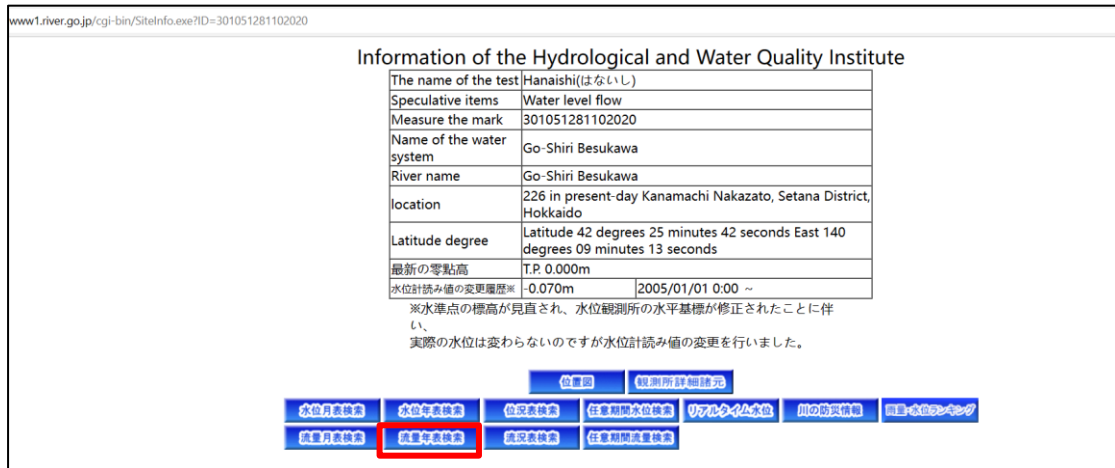 www1.river.go.jp/cgi-bin/SiteInfo.exe?ID=301051281102020
Information of the Hydrological and Water Quality Institute
The name of the test Hanaishi(はないし)
Speculative items Water level flow
Measure the mark 301051281102020
Name of the water system Go-Shiri Besukawa
River name Go-Shiri Besukawa
location 226 in present-day Kanamachi Nakazato, Setana District,
Hokkaido
Latitude degree Latitude 42 degrees 25 minutes 42 seconds East 140
degrees 09 minutes 13 seconds
最新の零點高 T.P. 0.000m
水位計読み値の変更履歴※ -0.070m 2005/01/01 0:00 ~
※水準点の標高が見直され、水位観測所の水平基標が修正されたことに伴
い、
実際の水位は変わらないのですが水位計読み値の変更を行いました。
位置図 観測所詳細諸元
水位月表検索 水位年表検索 位況表検索 任意期間水位検索 リアルタイム水位 川の防災情報 雨量・水位ランキング
流量月表検索 流量年表検索 流況表検索 任意期間流量検索